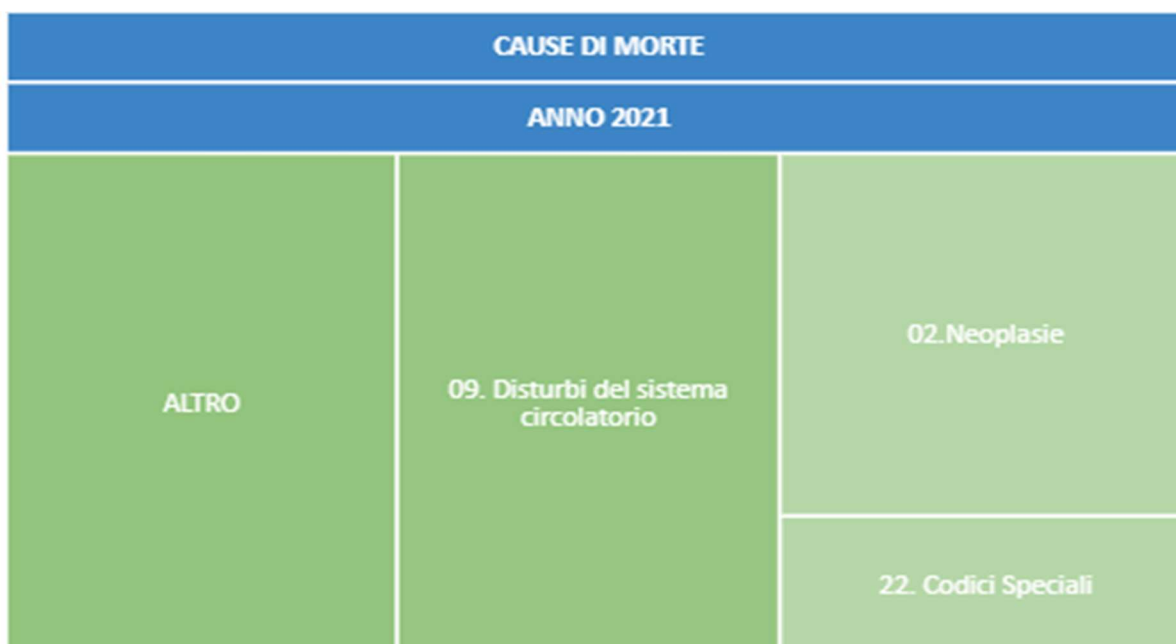 CAUSE DI MORTE
ANNO 2021
ALTRO
09. Disturbi del sistema
circolatorio
02.Neoplasie
22. Codici Speciali